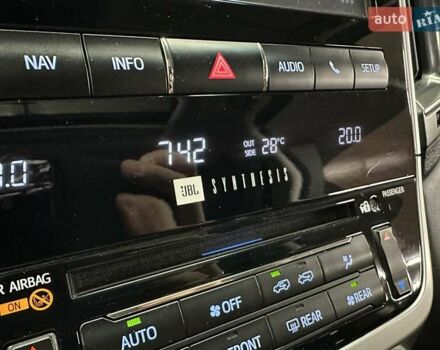 auto RIA
NAV
INFO
AUDIO
SETUP
7:42
OUT SIDE 28°C
20.0
JBL SYNTHESIS
PASSENGER
AIRBAG
ON
AUTO
OFF
REAR
REAR